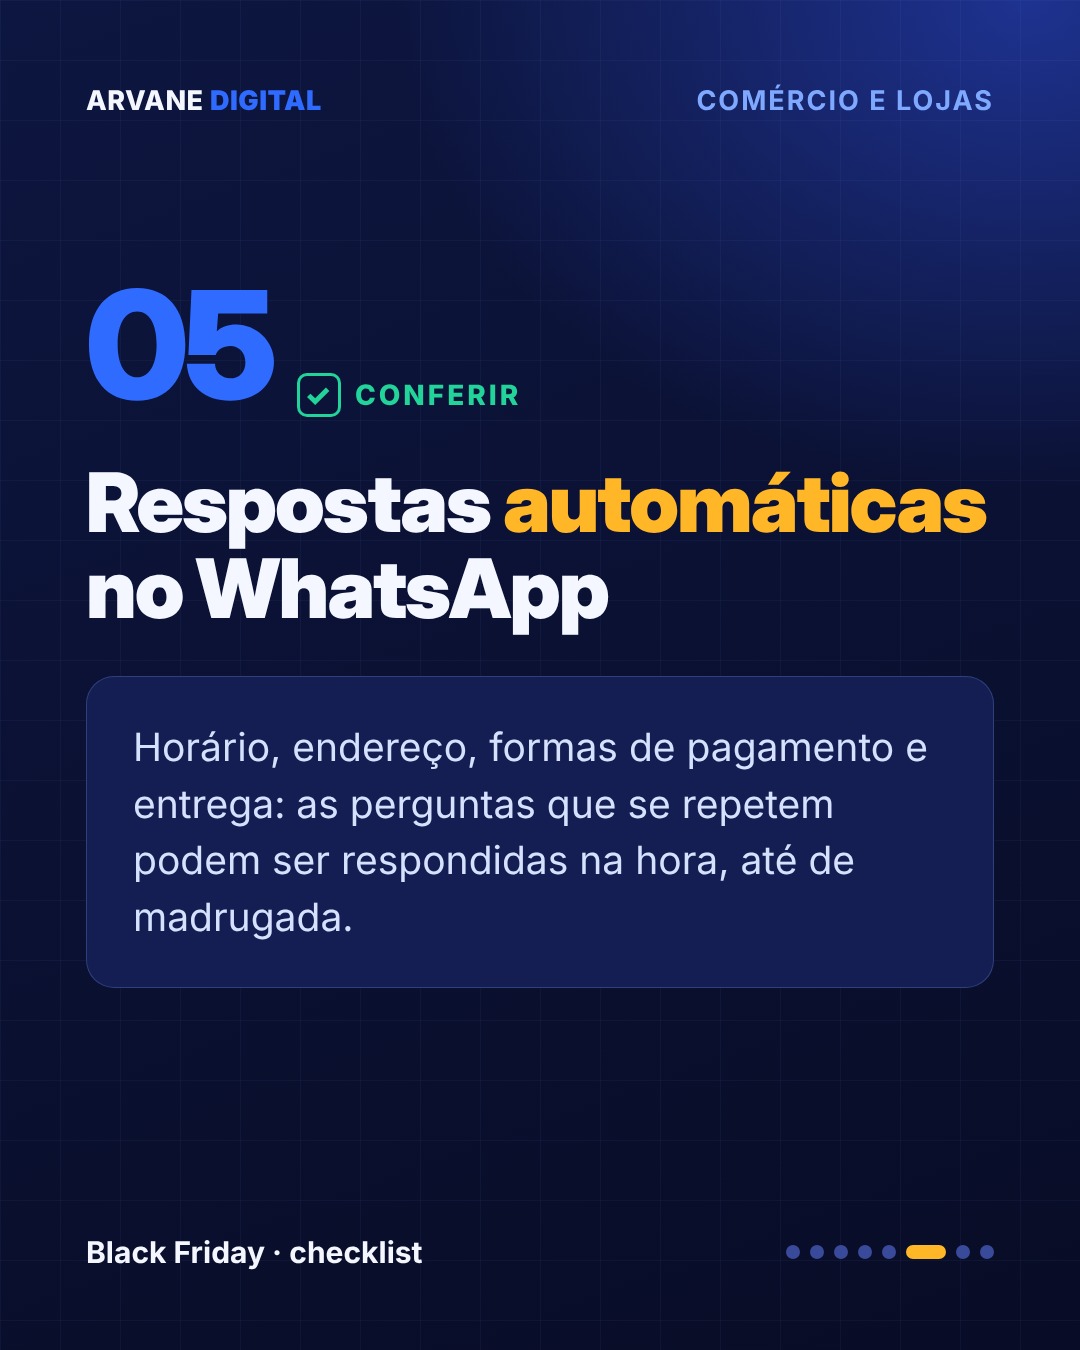 ARVANE DIGITAL
COMÉRCIO E LOJAS
05
CONFERIR
Respostas automáticas
no WhatsApp
Horário, endereço, formas de pagamento e
entrega: as perguntas que se repetem
podem ser respondidas na hora, até de
madrugada.
Black Friday · checklist